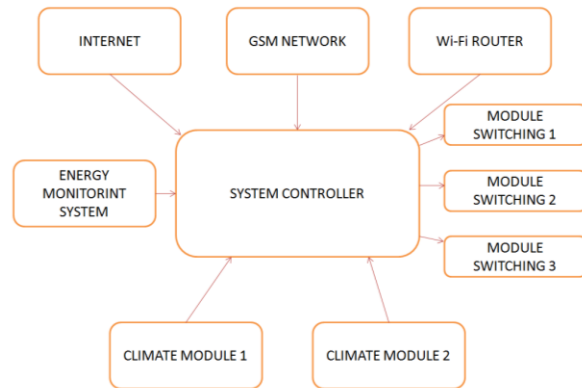 INTERNET
GSM NETWORK
Wi-Fi ROUTER
MODULE
SWITCHING 1
ENERGY
MONITORINT
SYSTEM
SYSTEM CONTROLLER
MODULE
SWITCHING 2
MODULE
SWITCHING 3
CLIMATE MODULE 1
CLIMATE MODULE 2